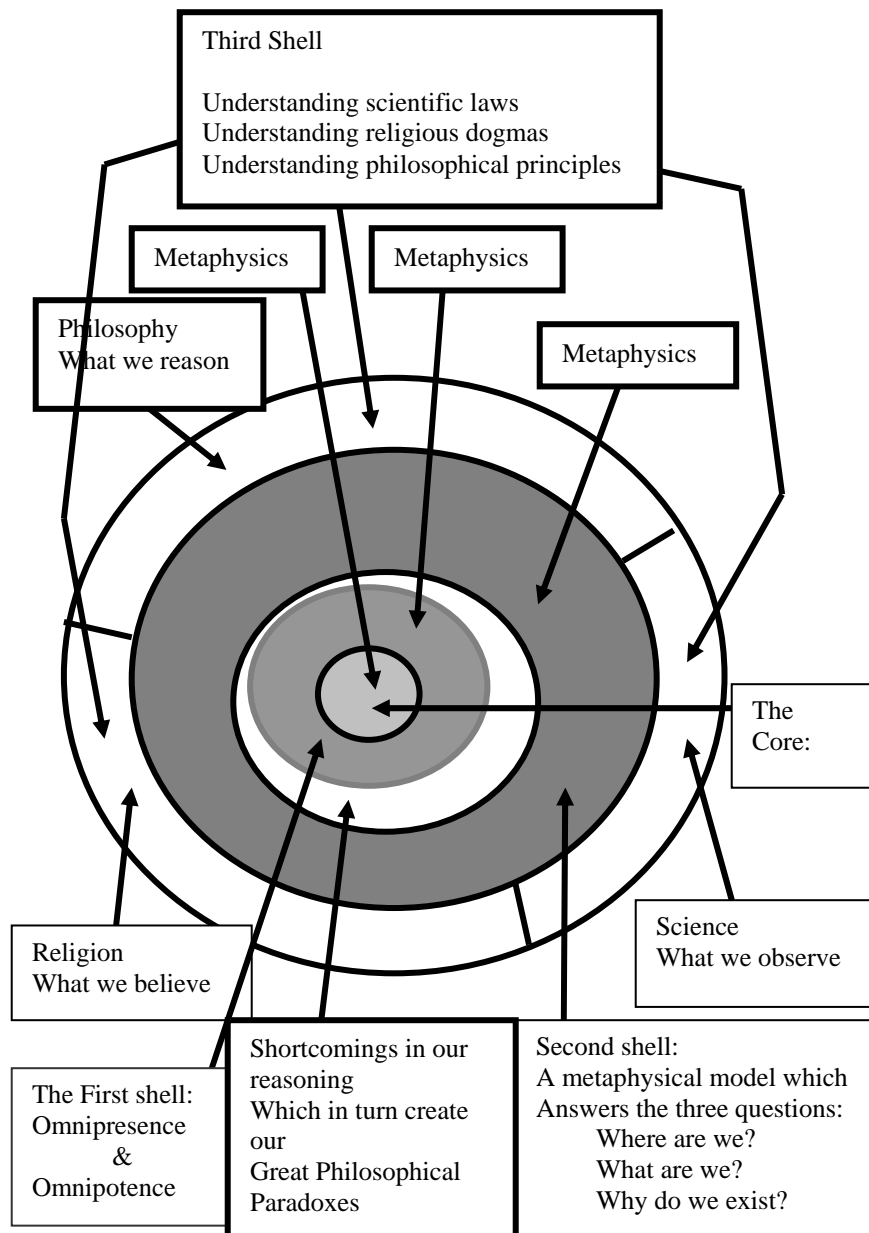 Third Shell
Understanding scientific laws
Understanding religious dogmas
Understanding philosophical principles
Metaphysics
Metaphysics
Philosophy
What we reason
Metaphysics
The
Core:
Religion
What we believe
Science
What we observe
The First shell:
Omnipresence
&
Omnipotence
Shortcomings in our
reasoning
Which in turn create
our
Great Philosophical
Paradoxes
Second shell:
A metaphysical model which
Answers the three questions:
Where are we?
What are we?
Why do we exist?